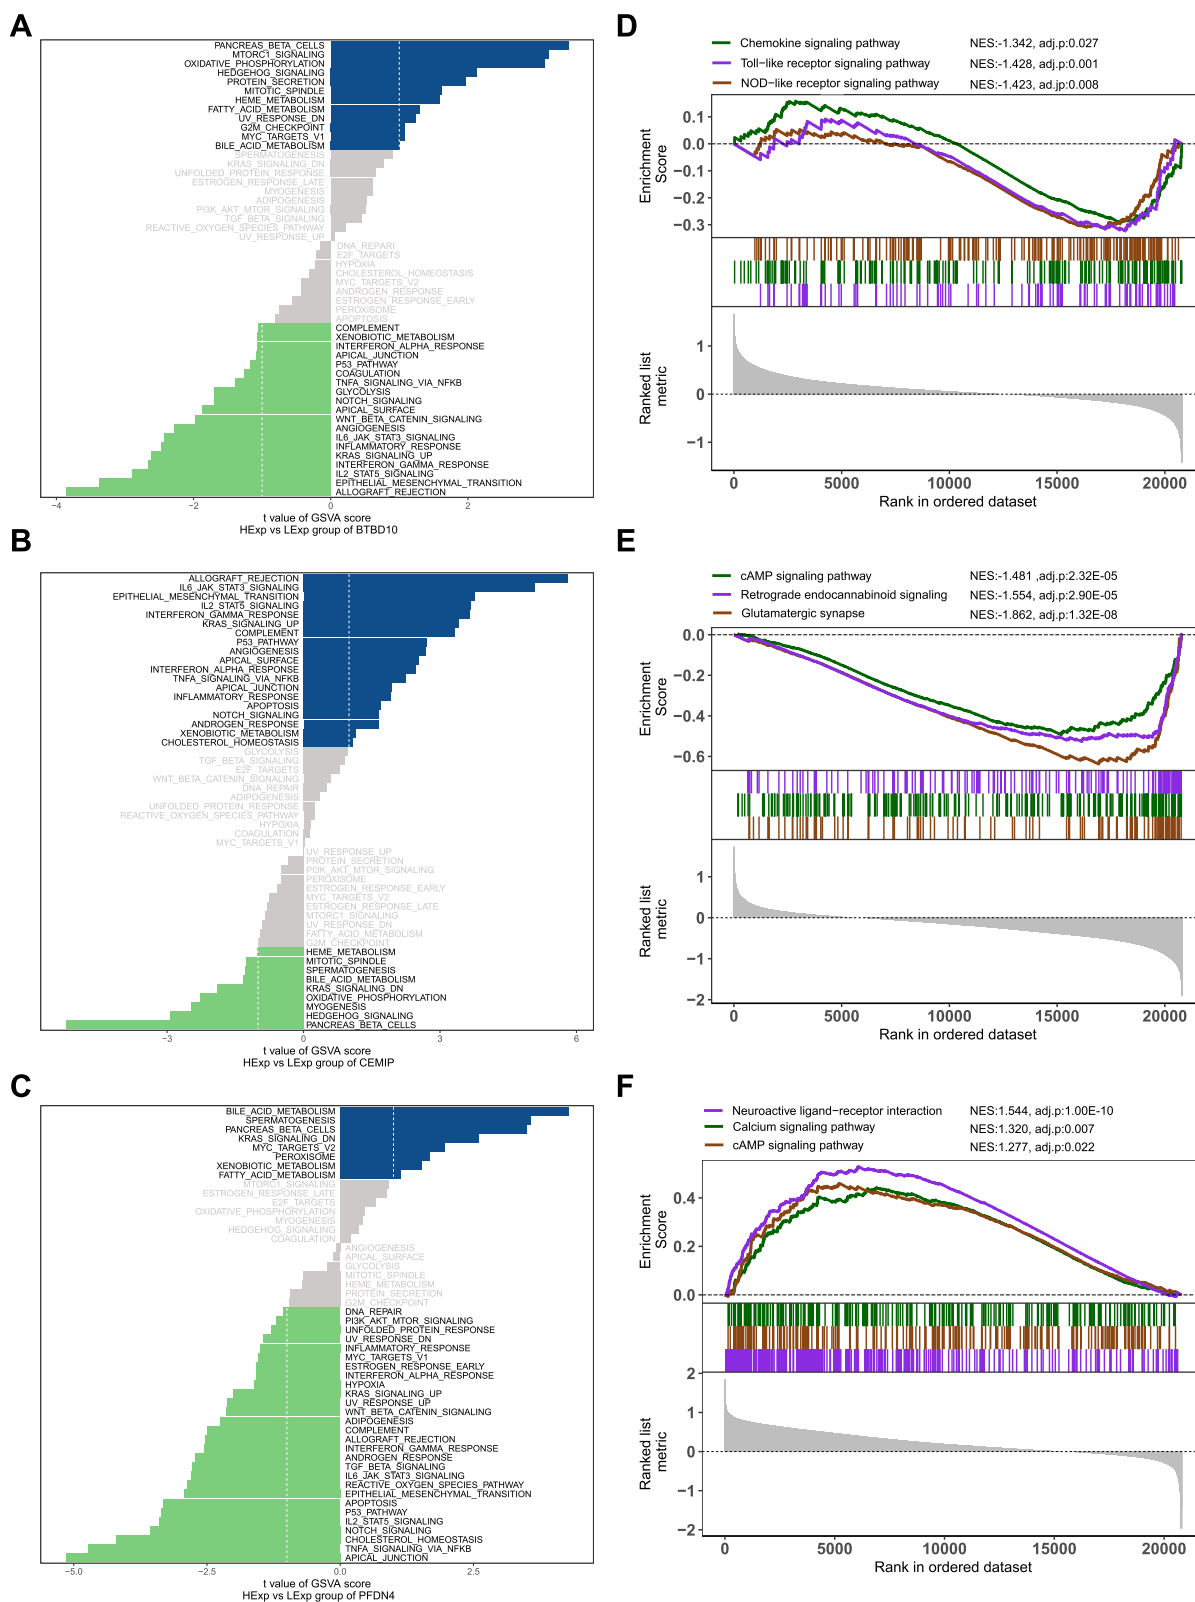 A
PANCREAS_BETA_CELLS
MTORC1_SIGNALING
OXIDATIVE_PHOSPHORYLATION
HEDGEHOG_SIGNALING
PROTEIN_SECRETION
MITOTIC_SPINDLE
HEME_METABOLISM
FATTY_ACID_METABOLISM
UV_RESPONSE_DN
G2M_CHECKPOINT
MYC_TARGETS_V1
BILE_ACID_METABOLISM
SPERMATOGENESIS
KRAS_SIGNALING_DN
UNFOLDED_PROTEIN_RESPONSE
ESTROGEN_RESPONSE_LATE
MYOGENESIS
ADIPOGENESIS
PI3K_AKT_MTOR_SIGNALING
TGF_BETA_SIGNALING
REACTIVE_OXYGEN_SPECIES_PATHWAY
UV_RESPONSE_UP
DNA_REPARI
E2F_TARGETS
HYPOXIA
CHOLESTEROL_HOMEOSTASIS
MYC_TARGETS_V2
ANDROGEN_RESPONSE
ESTROGEN_RESPONSE_EARLY
PEROXISOME
APOPTOSIS
COMPLEMENT
XENOBIOTIC_METABOLISM
INTERFERON_ALPHA_RESPONSE
APICAL_JUNCTION
P53_PATHWAY
COAGULATION
TNFA_SIGNALING_VIA_NFKB
GLYCOLYSIS
NOTCH_SIGNALING
APICAL_SURFACE
WNT_BETA_CATENIN_SIGNALING
ANGIOGENESIS
IL6_JAK_STAT3_SIGNALING
INFLAMMATORY_RESPONSE
KRAS_SIGNALING_UP
INTERFERON_GAMMA_RESPONSE
IL2_STAT5_SIGNALING
EPITHELIAL_MESENCHYMAL_TRANSITION
ALLOGRAFT_REJECTION
−4 −2 0 2
t value of GSVA score
HExp vs LExp group of BTBD10
D
Chemokine signaling pathway NES:-1.342, adj.p:0.027
Toll−like receptor signaling pathway NES:-1.428, adj.p:0.001
NOD−like receptor signaling pathway NES:-1.423, adj.p:0.008
Enrichment
Score
0.1
0.0
−0.1
−0.2
−0.3
Ranked list
metric
1
0
−1
0 5000 10000 15000 20000
Rank in ordered dataset
B
ALLOGRAFT_REJECTION
IL6_JAK_STAT3_SIGNALING
EPITHELIAL_MESENCHYMAL_TRANSITION
IL2_STAT5_SIGNALING
INTERFERON_GAMMA_RESPONSE
KRAS_SIGNALING_UP
COMPLEMENT
P53_PATHWAY
ANGIOGENESIS
APICAL_SURFACE
INTERFERON_ALPHA_RESPONSE
TNFA_SIGNALING_VIA_NFKB
APICAL_JUNCTION
INFLAMMATORY_RESPONSE
APOPTOSIS
NOTCH_SIGNALING
ANDROGEN_RESPONSE
XENOBIOTIC_METABOLISM
CHOLESTEROL_HOMEOSTASIS
GLYCOLYSIS
TGF_BETA_SIGNALING
E2F_TARGETS
WNT_BETA_CATENIN_SIGNALING
DNA_REPAIR
ADIPOGENESIS
UNFOLDED_PROTEIN_RESPONSE
REACTIVE_OXYGEN_SPECIES_PATHWAY
HYPOXIA
COAGULATION
MYC_TARGETS_V1
UV_RESPONSE_UP
PROTEIN_SECRETION
PI3K_AKT_MTOR_SIGNALING
PEROXISOME
ESTROGEN_RESPONSE_EARLY
MYC_TARGETS_V2
ESTROGEN_RESPONSE_LATE
MTORC1_SIGNALING
UV_RESPONSE_DN
FATTY_ACID_METABOLISM
G2M_CHECKPOINT
HEME_METABOLISM
MITOTIC_SPINDLE
SPERMATOGENESIS
BILE_ACID_METABOLISM
KRAS_SIGNALING_DN
OXIDATIVE_PHOSPHORYLATION
MYOGENESIS
HEDGEHOG_SIGNALING
PANCREAS_BETA_CELLS
−3 0 3 6
t value of GSVA score
HExp vs LExp group of CEMIP
E
cAMP signaling pathway NES:-1.481 ,adj.p:2.32E-05
Retrograde endocannabinoid signaling NES:-1.554, adj.p:2.90E-05
Glutamatergic synapse NES:-1.862, adj.p:1.32E-08
Enrichment
Score
0.0
−0.2
−0.4
−0.6
Ranked list
metric
1
0
−1
−2
0 5000 10000 15000 20000
Rank in ordered dataset
C
BILE_ACID_METABOLISM
SPERMATOGENESIS
PANCREAS_BETA_CELLS
KRAS_SIGNALING_DN
MYC_TARGETS_V2
PEROXISOME
XENOBIOTIC_METABOLISM
FATTY_ACID_METABOLISM
MTORC1_SIGNALING
ESTROGEN_RESPONSE_LATE
E2F_TARGETS
OXIDATIVE_PHOSPHORYLATION
MYOGENESIS
HEDGEHOG_SIGNALING
COAGULATION
ANGIOGENESIS
APICAL_SURFACE
GLYCOLYSIS
MITOTIC_SPINDLE
HEME_METABOLISM
PROTEIN_SECRETION
G2M_CHECKPOINT
DNA_REPAIR
PI3K_AKT_MTOR_SIGNALING
UNFOLDED_PROTEIN_RESPONSE
UV_RESPONSE_DN
INFLAMMATORY_RESPONSE
MYC_TARGETS_V1
ESTROGEN_RESPONSE_EARLY
INTERFERON_ALPHA_RESPONSE
HYPOXIA
KRAS_SIGNALING_UP
UV_RESPONSE_UP
WNT_BETA_CATENIN_SIGNALING
ADIPOGENESIS
COMPLEMENT
ALLOGRAFT_REJECTION
INTERFERON_GAMMA_RESPONSE
ANDROGEN_RESPONSE
TGF_BETA_SIGNALING
IL6_JAK_STAT3_SIGNALING
REACTIVE_OXYGEN_SPECIES_PATHWAY
EPITHELIAL_MESENCHYMAL_TRANSITION
APOPTOSIS
P53_PATHWAY
IL2_STAT5_SIGNALING
NOTCH_SIGNALING
CHOLESTEROL_HOMEOSTASIS
TNFA_SIGNALING_VIA_NFKB
APICAL_JUNCTION
−5.0 −2.5 0.0 2.5
t value of GSVA score
HExp vs LExp group of PFDN4
F
Neuroactive ligand−receptor interaction NES:1.544, adj.p:1.00E-10
Calcium signaling pathway NES:1.320, adj.p:0.007
cAMP signaling pathway NES:1.277, adj.p:0.022
Enrichment
Score
0.4
0.2
0.0
Ranked list
metric
2
1
0
−1
−2
0 5000 10000 15000 20000
Rank in ordered dataset